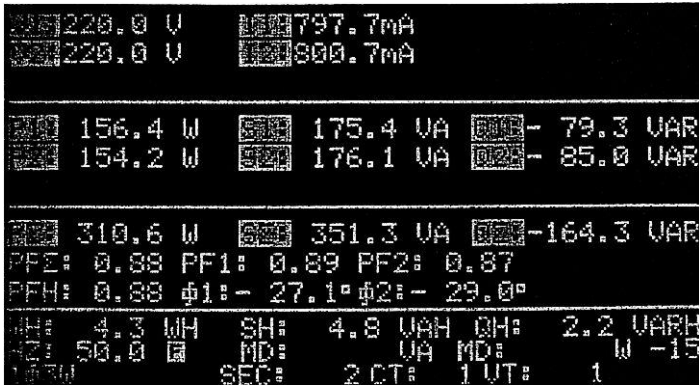 220.0 V 797.7mA
220.0 V 800.7mA
156.4 W 175.4 VA - 79.3 VAR
154.2 W 176.1 VA - 85.0 VAR
310.6 W 351.3 VA -164.3 VAR
PFΣ: 0.88 PF1: 0.89 PF2: 0.87
PFH: 0.88 ϕ1:- 27.1° ϕ2:- 29.0°
WH: 4.3 WH SH: 4.8 VAH QH: 2.2 VARH
HZ: 50.0 MD: VA MD: W -15
SEC: 2 CT: 1 VT: 1